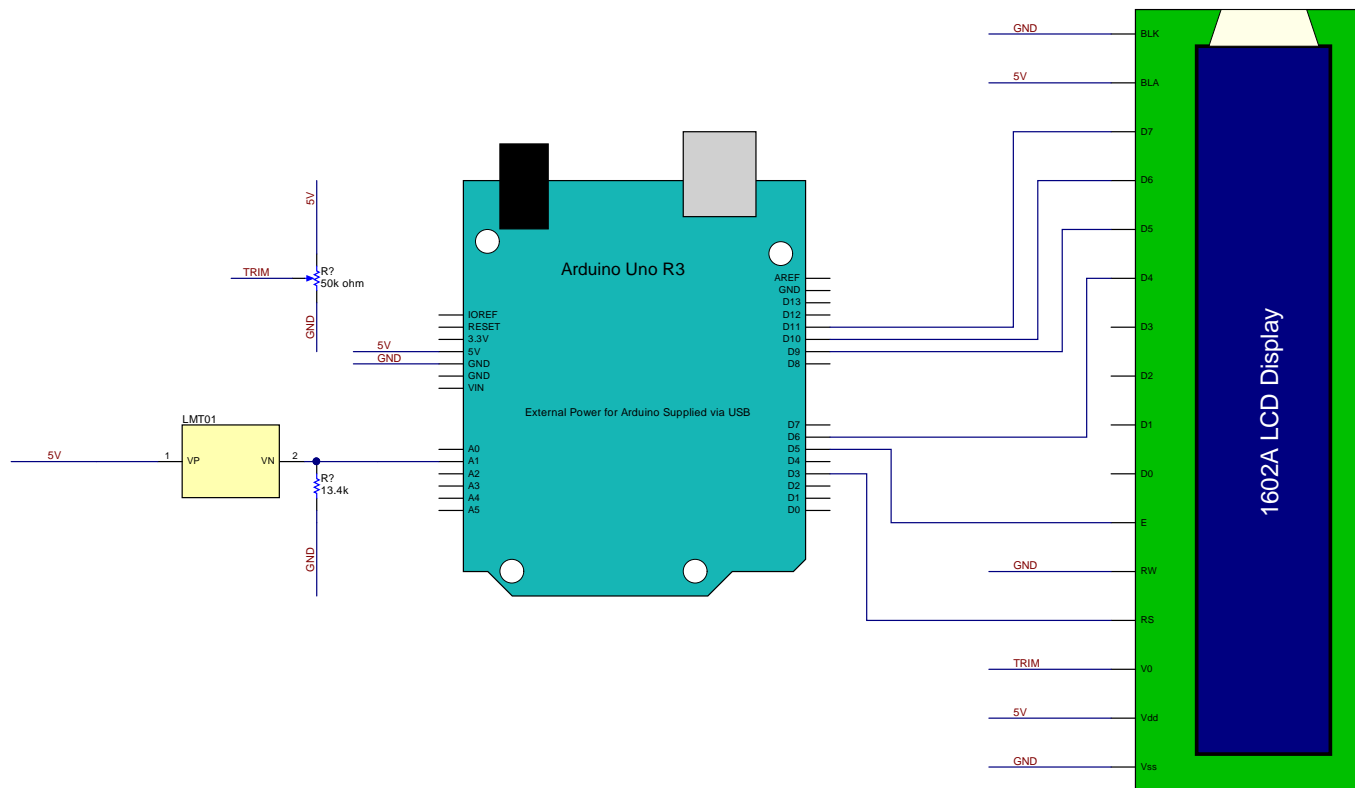 5V
TRIM
R?
50k ohm
GND
LMT01
5V
1
VP
VN
2
R?
13.4k
GND
Arduino Uno R3
External Power for Arduino Supplied via USB
5V
GND
IOREF
RESET
3.3V
5V
GND
GND
VIN
A0
A1
A2
A3
A4
A5
AREF
GND
D13
D12
D11
D10
D9
D8
D7
D6
D5
D4
D3
D2
D1
D0
GND
BLK
5V
BLA
D7
D6
D5
D4
D3
D2
D1
D0
E
GND
RW
RS
TRIM
V0
5V
Vdd
GND
Vss
1602A LCD Display